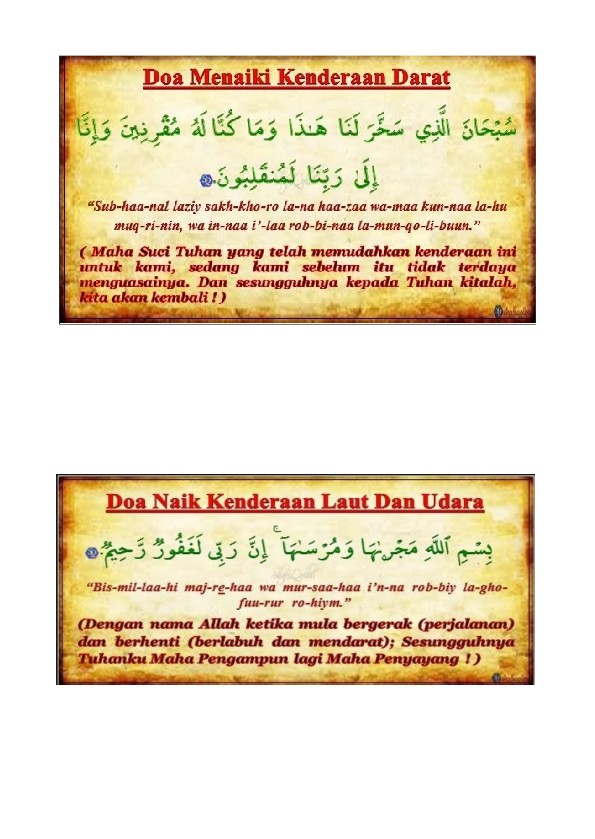 Doa Menaiki Kenderaan Darat
سُبْحَانَ الَّذِي سَخَّرَ لَنَا هَـٰذَا وَمَا كُنَّا لَهُ مُقْرِنِينَ وَإِنَّا
إِلَىٰ رَبِّنَا لَمُنقَلِبُونَ.
“Sub-haa-nal laziy sakh-kho-ro la-na haa-zaa wa-maa kun-naa la-hu
muq-ri-nin, wa in-naa i’-laa rob-bi-naa la-mun-qo-li-buun.”
( Maha Suci Tuhan yang telah memudahkan kenderaan ini
untuk kami, sedang kami sebelum itu tidak terdaya
menguasainya. Dan sesungguhnya kepada Tuhan kitalah,
kita akan kembali ! )
Doa Naik Kenderaan Laut Dan Udara
بِسْمِ ٱللَّهِ مَجْر۪ىٰهَا وَمُرْسَىٰهَآ ۚ إِنَّ رَبِّى لَغَفُورٌ رَّحِيمٌ.
“Bis-mil-laa-hi maj-re-haa wa mur-saa-haa i’n-na rob-biy la-gho-
fuu-rur ro-hiym.”
(Dengan nama Allah ketika mula bergerak (perjalanan)
dan berhenti (berlabuh dan mendarat); Sesungguhnya
Tuhanku Maha Pengampun lagi Maha Penyayang ! )